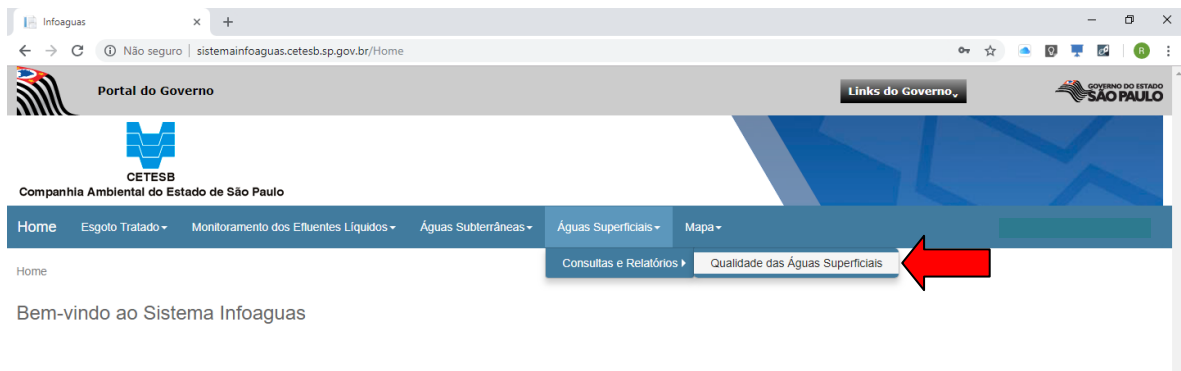 Infoaguas
Não seguro | sistemainfoaguas.cetesb.sp.gov.br/Home
R
Portal do Governo
Links do Governo
GOVERNO DO ESTADO
SÃO PAULO
CETESB
Companhia Ambiental do Estado de São Paulo
Home Esgoto Tratado Monitoramento dos Efluentes Líquidos Águas Subterrâneas Águas Superficiais Mapa
Consultas e Relatórios Qualidade das Águas Superficiais
Home
Bem-vindo ao Sistema Infoaguas